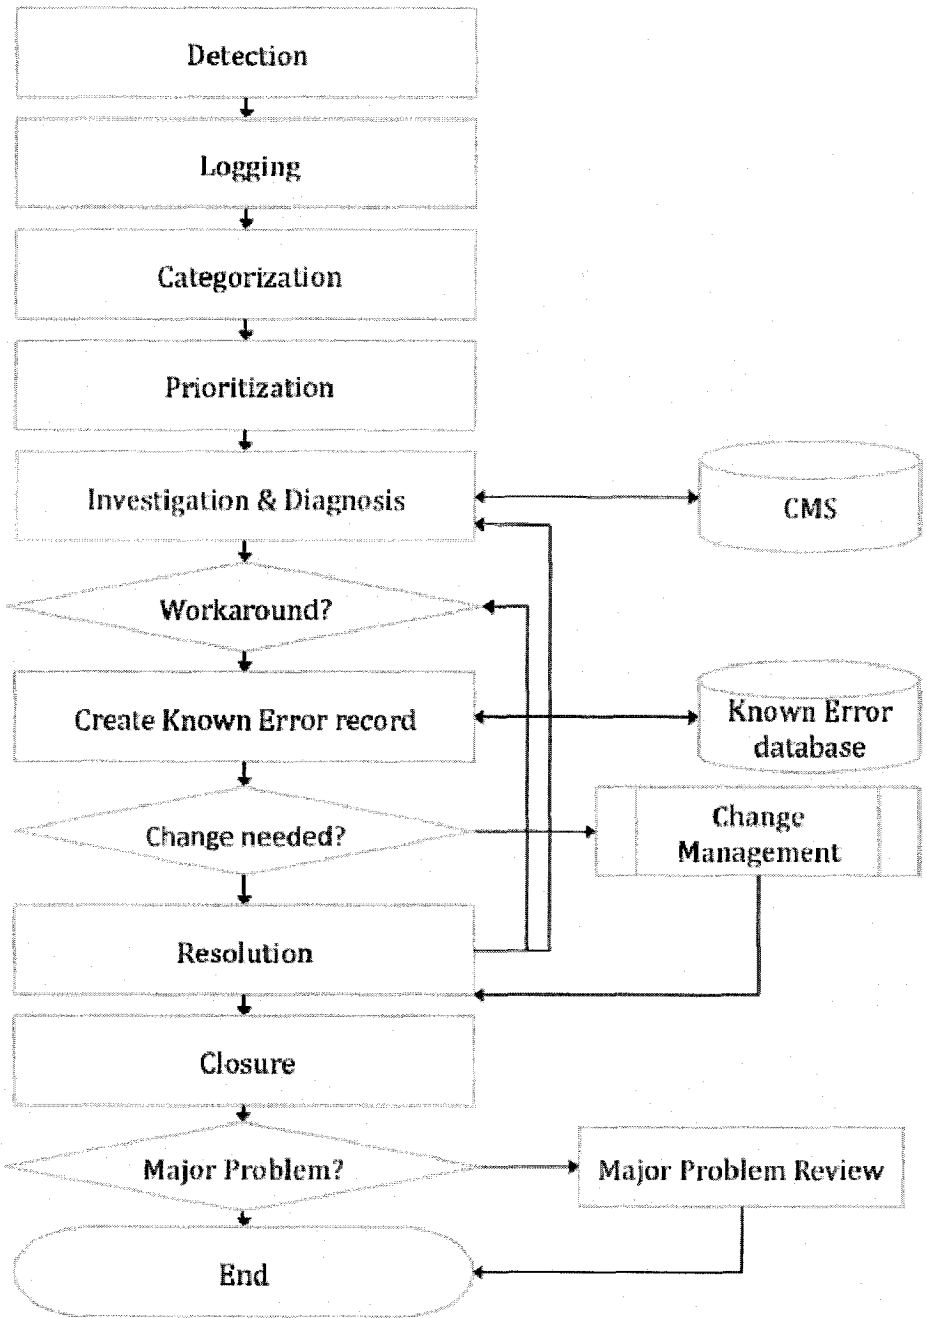 Detection
Logging
Categorization
Prioritization
Investigation & Diagnosis
CMS
Workaround?
Create Known Error record
Known Error
database
Change needed?
Change
Management
Resolution
Closure
Major Problem?
Major Problem Review
End